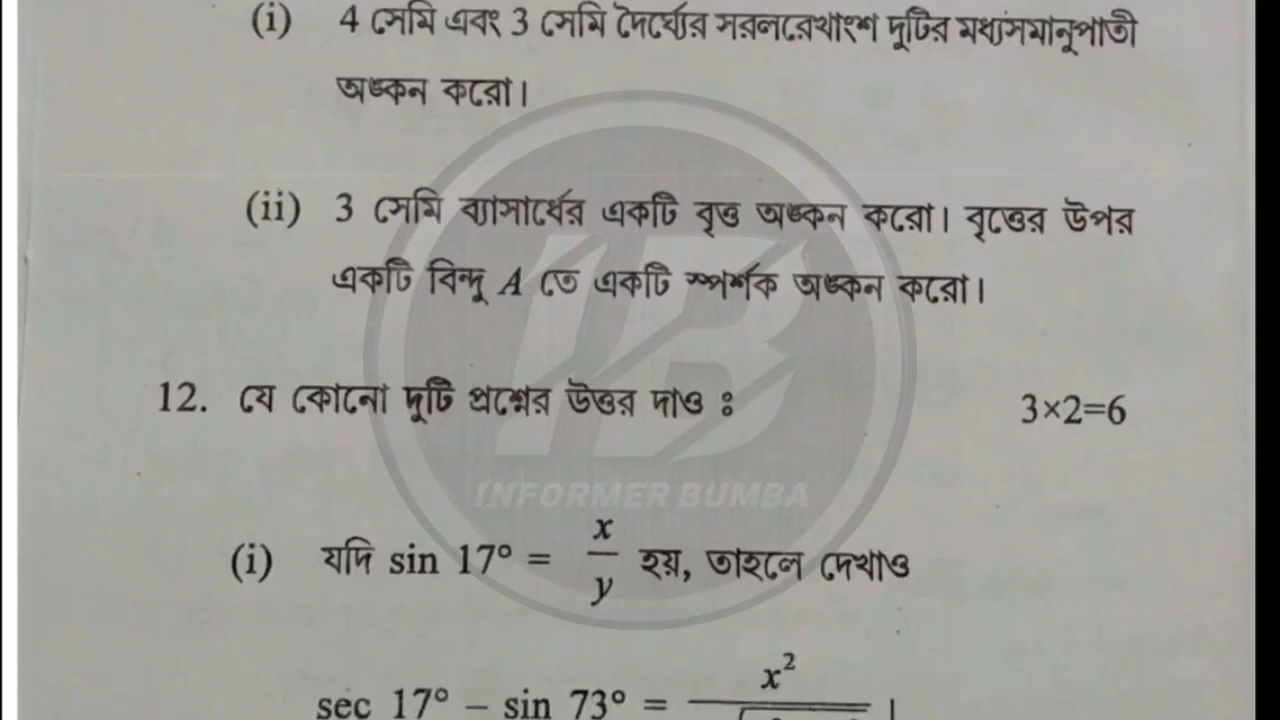 (i) 4 সেমি এবং 3 সেমি দৈর্ঘ্যের সরলরেখাংশ দুটির মধ্যসমানুপাতী
অঙ্কন করো।
(ii) 3 সেমি ব্যাসার্ধের একটি বৃত্ত অঙ্কন করো। বৃত্তের উপর
একটি বিন্দু A তে একটি স্পর্শক অঙ্কন করো।
12. যে কোনো দুটি প্রশ্নের উত্তর দাও : 3×2=6
INFORMER BUMBA
(i) যদি sin 17° = x/y হয়, তাহলে দেখাও
sec 17° – sin 73° = x²